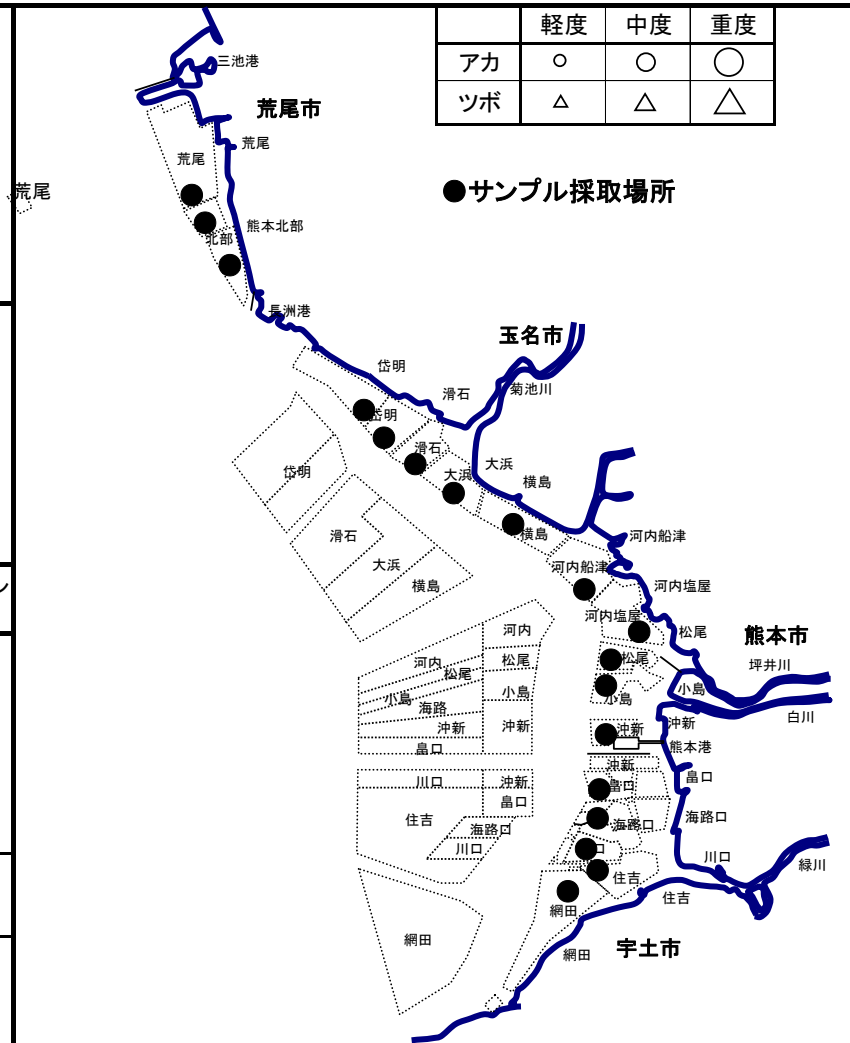 軽度 中度 重度
アカ ○ ○ ○
ツボ △ △ △
●サンプル採取場所
三池港
荒尾市
荒尾
荒尾
荒尾
熊本北部
北部
長洲港
玉名市
岱明
滑石
菊池川
岱明
滑石
大浜
大浜
横島
岱明
横島
滑石
河内船津
大浜
河内船津
横島
河内塩屋
ン
河内塩屋
河内
松尾
熊本市
河内
松尾
松尾
坪井川
松尾
小島
小島
小島
小島
海路
白川
沖新
沖新
沖新
沖新
畠口
熊本港
沖新
川口
沖新
畠口
畠口
畠口
住吉
海路口
海路口
海路口
川口
口
川口
緑川
住吉
住吉
網田
網田
網田
宇土市